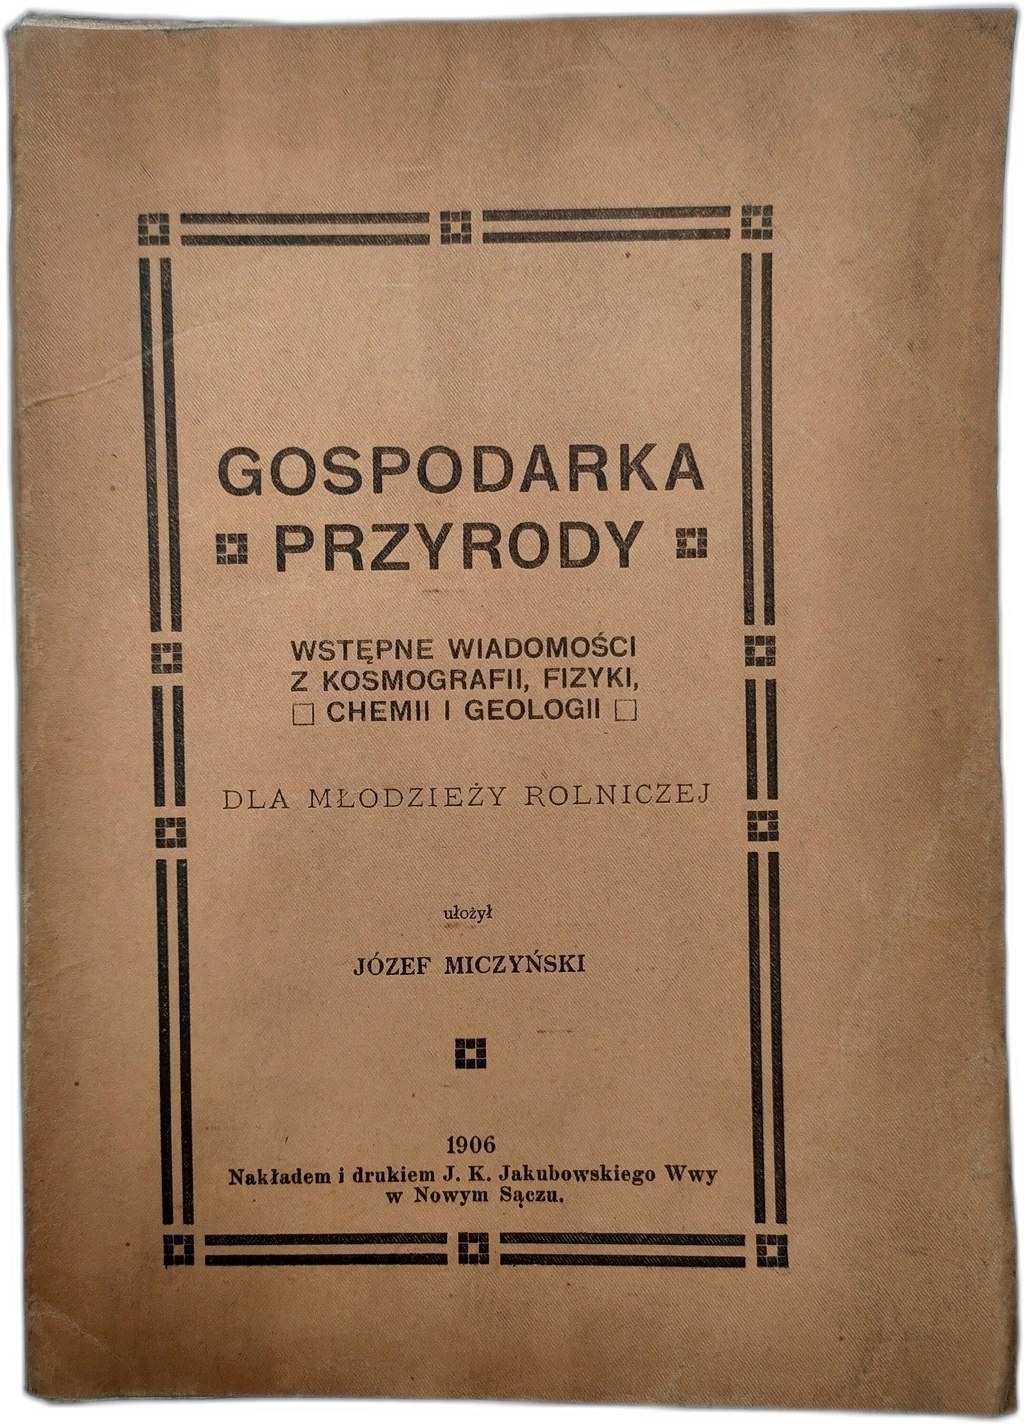 GOSPODARKA
PRZYRODY
WSTĘPNE WIADOMOŚCI
Z KOSMOGRAFII, FIZYKI,
CHEMII I GEOLOGII
DLA MŁODZIEŻY ROLNICZEJ
ułożył
JÓZEF MICZYŃSKI
1906
Nakładem i drukiem J. K. Jakubowskiego Wwy
w Nowym Sączu.